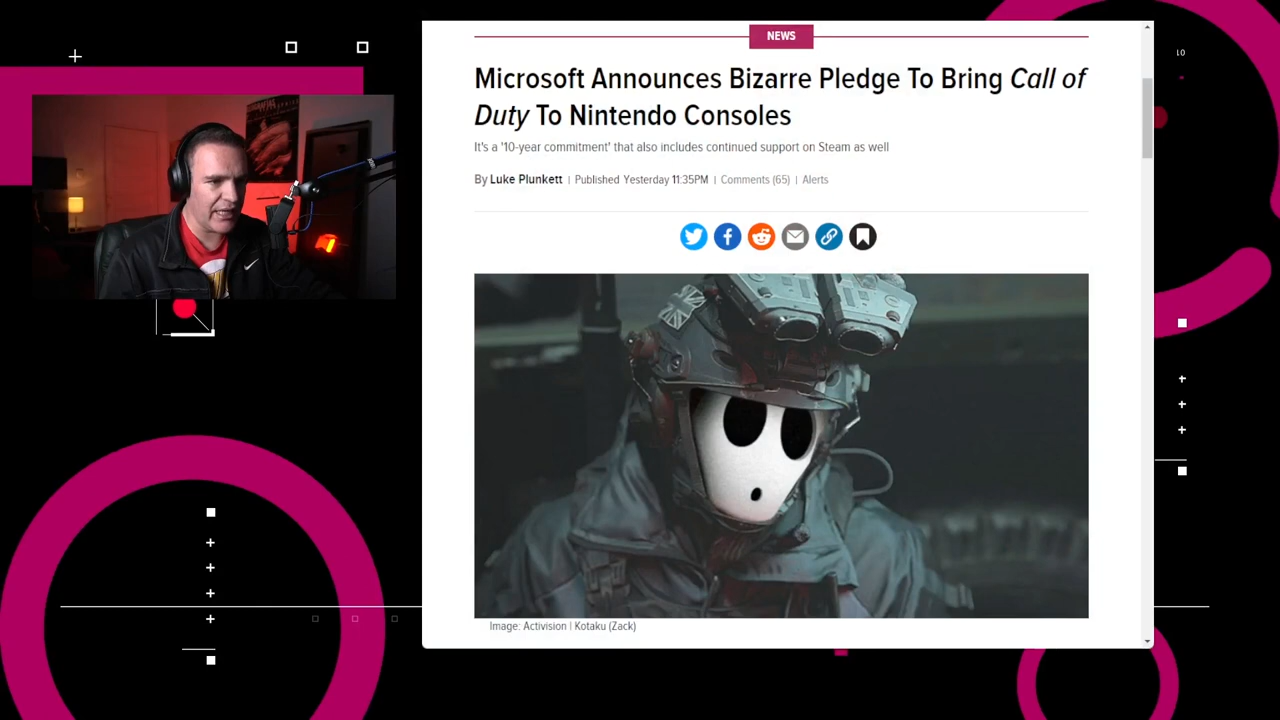 NEWS
Microsoft Announces Bizarre Pledge To Bring Call of
Duty To Nintendo Consoles
It's a '10-year commitment' that also includes continued support on Steam as well
By Luke Plunkett | Published Yesterday 11:35PM | Comments (65) | Alerts
Image: Activision | Kotaku (Zack)
10